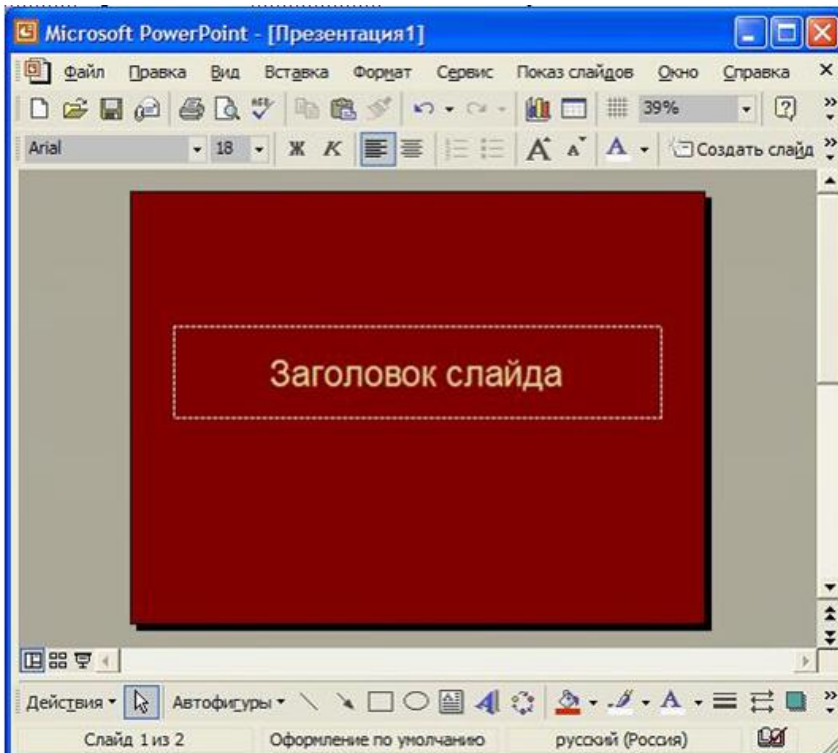 Microsoft PowerPoint - [Презентация1]
Файл Правка Вид Вставка Формат Сервис Показ слайдов Окно Справка
39%
Arial 18 Ж К А А А Создать слайд
Заголовок слайда
Действия Автофигуры А
Слайд 1 из 2 Оформление по умолчанию русский (Россия)